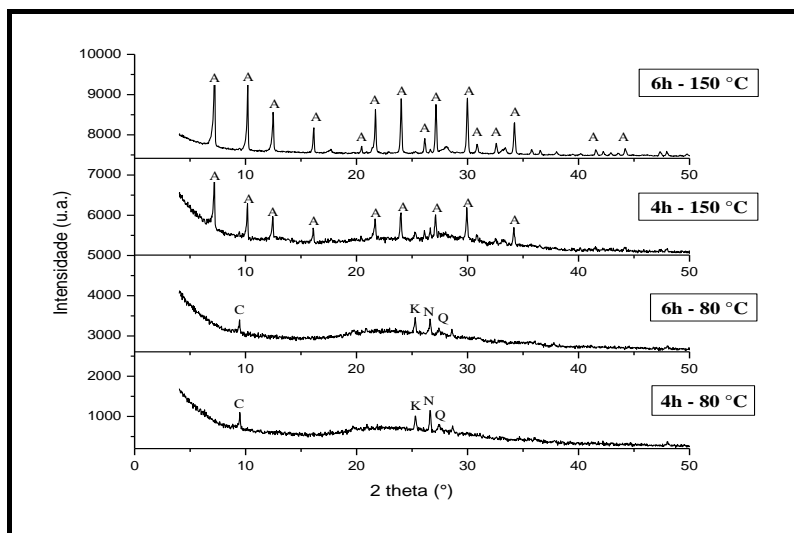 10000
9000
8000
A A A A A A A A A A A A A A A
6h - 150 °C
7000
6000
5000
A A A A A A A A A
4h - 150 °C
Intensidade (u.a.)
4000
3000
C K N Q
6h - 80 °C
2000
1000
C K N Q
4h - 80 °C
0 10 20 30 40 50
2 theta (°)